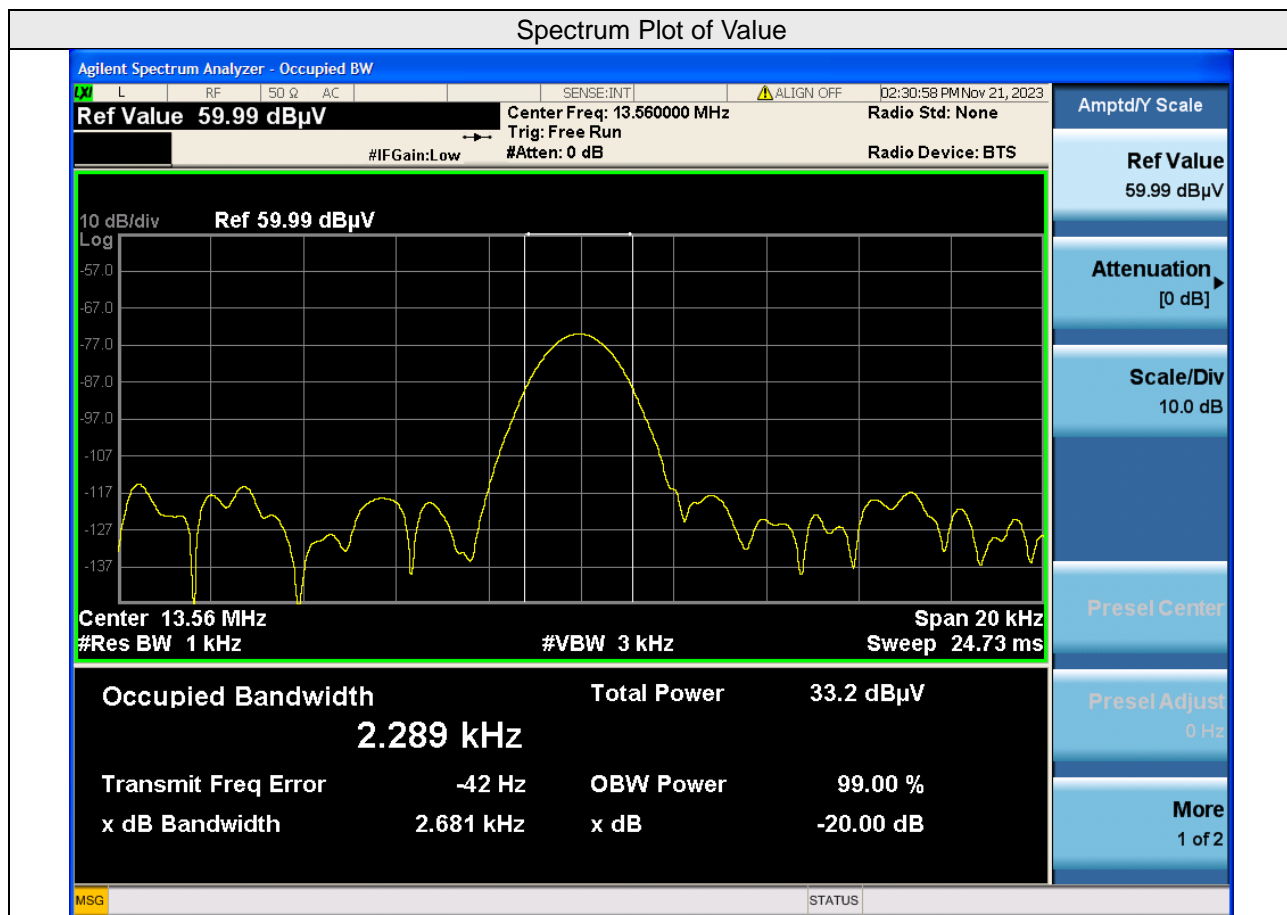 Spectrum Plot of Value
Agilent Spectrum Analyzer - Occupied BW
LXI L RF 50 Ω AC SENSE:INT ALIGN OFF 02:30:58 PM Nov 21, 2023
Ref Value 59.99 dBµV
Center Freq: 13.560000 MHz
Radio Std: None
Trig: Free Run
#IFGain:Low
#Atten: 0 dB
Radio Device: BTS
10 dB/div Ref 59.99 dBµV
Log
-57.0
-67.0
-77.0
-87.0
-97.0
-107
-117
-127
-137
Center 13.56 MHz
Span 20 kHz
#Res BW 1 kHz
#VBW 3 kHz
Sweep 24.73 ms
Occupied Bandwidth
Total Power 33.2 dBµV
2.289 kHz
Transmit Freq Error -42 Hz
OBW Power 99.00 %
x dB Bandwidth 2.681 kHz
x dB -20.00 dB
Amptd/Y Scale
Ref Value
59.99 dBµV
Attenuation
[0 dB]
Scale/Div
10.0 dB
Presel Center
Presel Adjust
0 Hz
More
1 of 2
MSG
STATUS